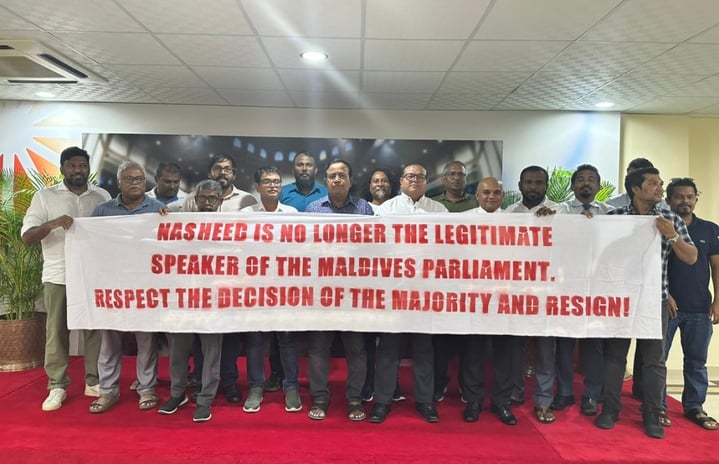 NASHEED IS NO LONGER THE LEGITIMATE
SPEAKER OF THE MALDIVES PARLIAMENT.
RESPECT THE DECISION OF THE MAJORITY AND RESIGN!